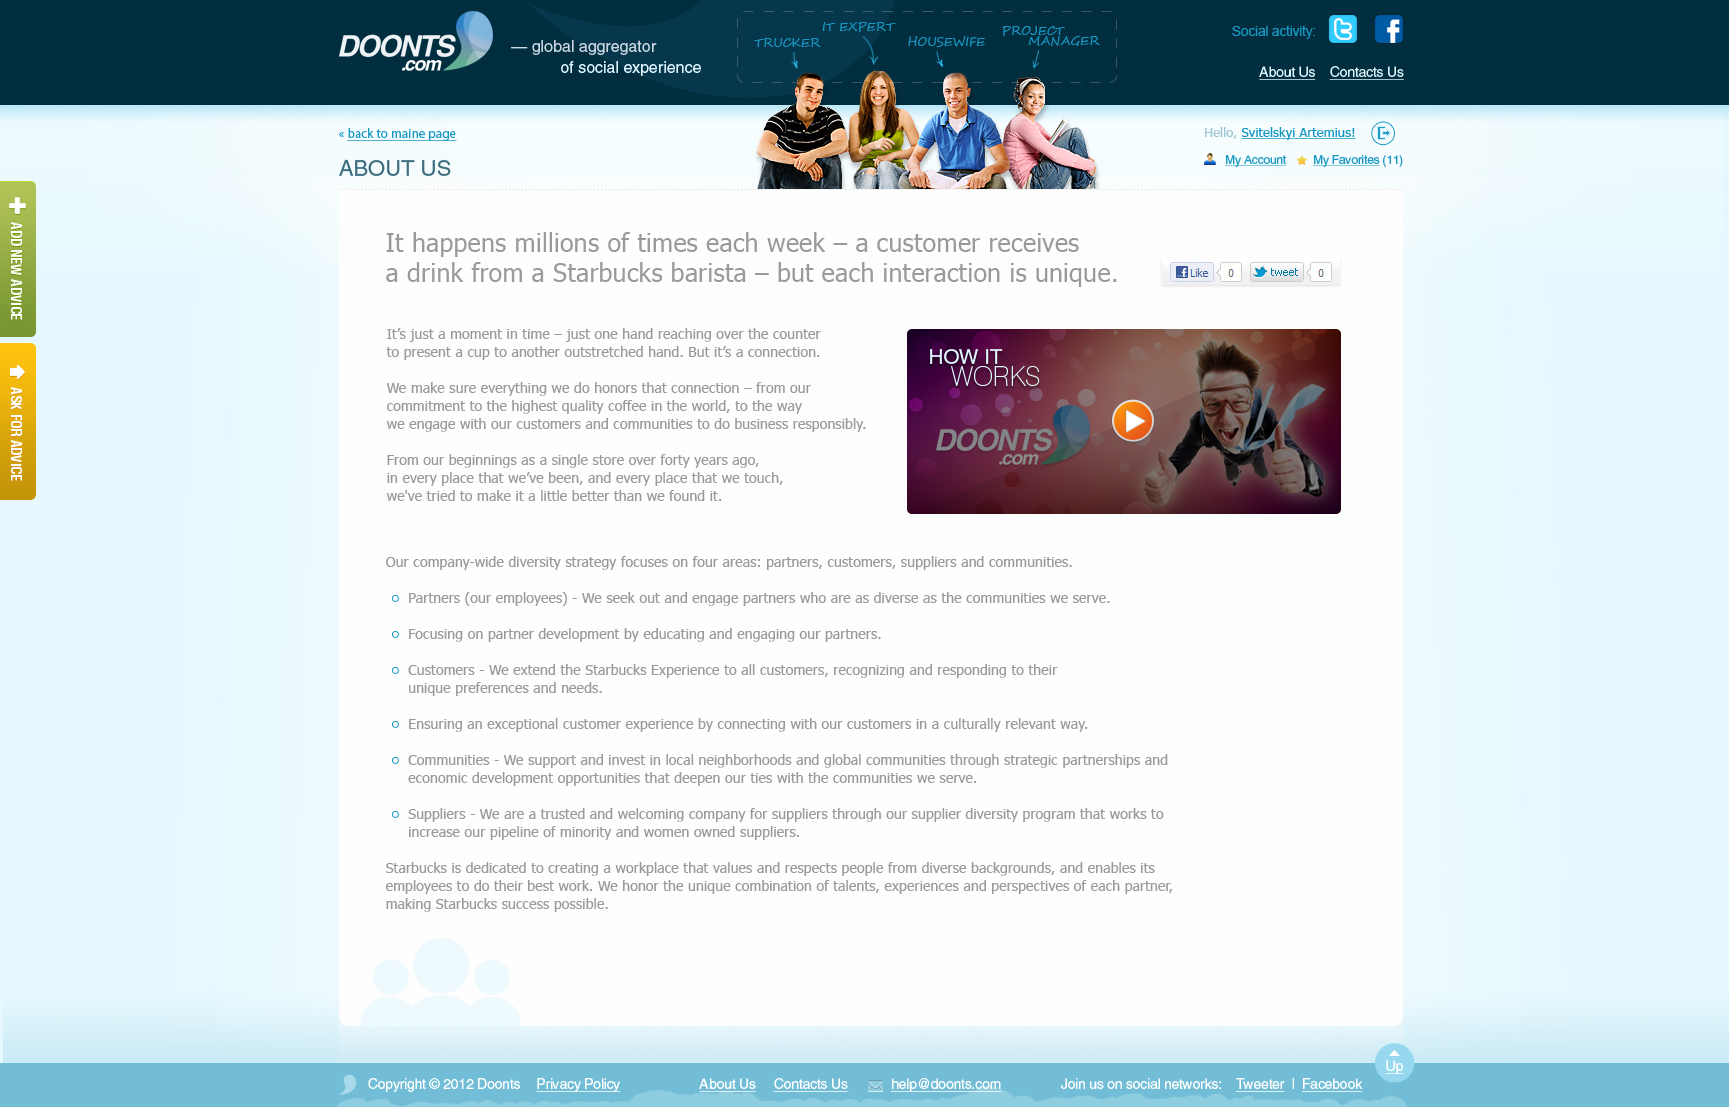 DOONTS
.com
— global aggregator
of social experience
TRUCKER
IT EXPERT
HOUSEWIFE
PROJECT
MANAGER
Social activity:
About Us
Contacts Us
« back to maine page
ABOUT US
Hello, Svitelskyi Artemius!
My Account
My Favorites (11)
ADD NEW ADVICE
ASK FOR ADVICE
It happens millions of times each week – a customer receives
a drink from a Starbucks barista – but each interaction is unique.
Like
0
tweet
0
It’s just a moment in time – just one hand reaching over the counter
to present a cup to another outstretched hand. But it’s a connection.
We make sure everything we do honors that connection – from our
commitment to the highest quality coffee in the world, to the way
we engage with our customers and communities to do business responsibly.
From our beginnings as a single store over forty years ago,
in every place that we’ve been, and every place that we touch,
we've tried to make it a little better than we found it.
HOW IT
WORKS
DOONTS
.com
Our company-wide diversity strategy focuses on four areas: partners, customers, suppliers and communities.
Partners (our employees) - We seek out and engage partners who are as diverse as the communities we serve.
Focusing on partner development by educating and engaging our partners.
Customers - We extend the Starbucks Experience to all customers, recognizing and responding to their
unique preferences and needs.
Ensuring an exceptional customer experience by connecting with our customers in a culturally relevant way.
Communities - We support and invest in local neighborhoods and global communities through strategic partnerships and
economic development opportunities that deepen our ties with the communities we serve.
Suppliers - We are a trusted and welcoming company for suppliers through our supplier diversity program that works to
increase our pipeline of minority and women owned suppliers.
Starbucks is dedicated to creating a workplace that values and respects people from diverse backgrounds, and enables its
employees to do their best work. We honor the unique combination of talents, experiences and perspectives of each partner,
making Starbucks success possible.
Up
Copyright © 2012 Doonts
Privacy Policy
About Us
Contacts Us
help@doonts.com
Join us on social networks:
Tweeter | Facebook